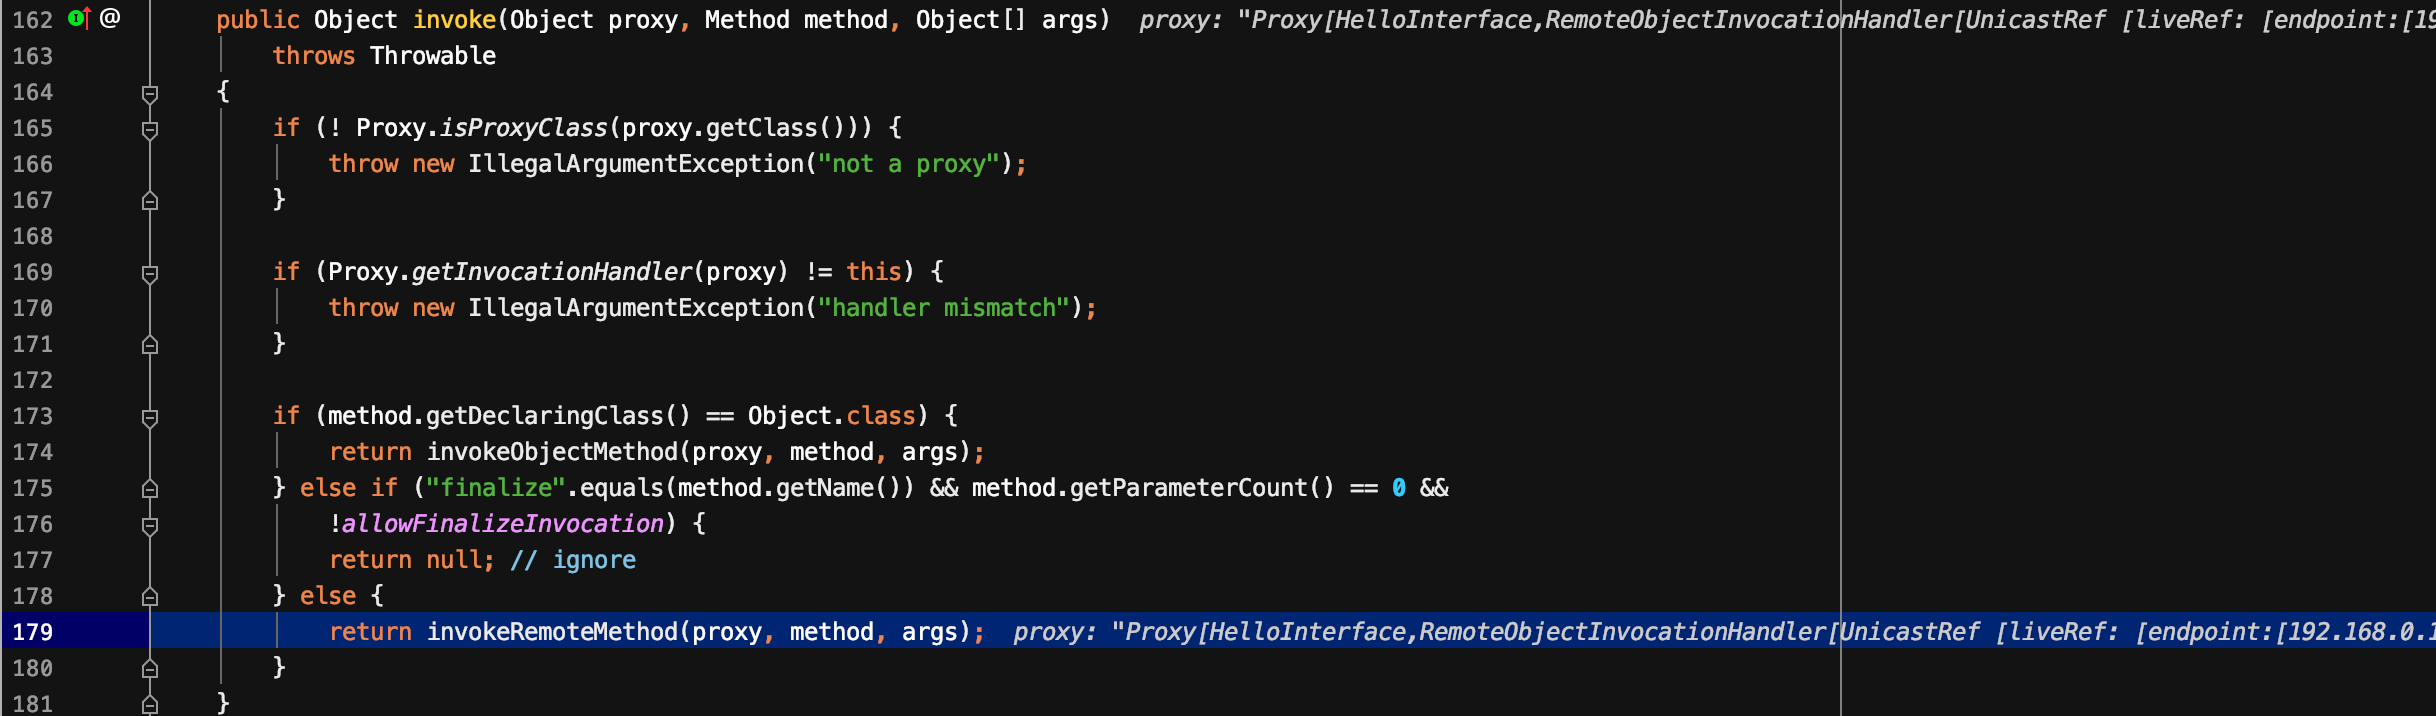 162 @ public Object invoke(Object proxy, Method method, Object[] args) proxy: "Proxy[HelloInterface,RemoteObjectInvocationHandler[UnicastRef [liveRef: [endpoint:[19
163 throws Throwable
164 {
165 if (! Proxy.isProxyClass(proxy.getClass())) {
166 throw new IllegalArgumentException("not a proxy");
167 }
168
169 if (Proxy.getInvocationHandler(proxy) != this) {
170 throw new IllegalArgumentException("handler mismatch");
171 }
172
173 if (method.getDeclaringClass() == Object.class) {
174 return invokeObjectMethod(proxy, method, args);
175 } else if ("finalize".equals(method.getName()) && method.getParameterCount() == 0 &&
176 !allowFinalizeInvocation) {
177 return null; // ignore
178 } else {
179 return invokeRemoteMethod(proxy, method, args); proxy: "Proxy[HelloInterface,RemoteObjectInvocationHandler[UnicastRef [liveRef: [endpoint:[192.168.0.1
180 }
181 }